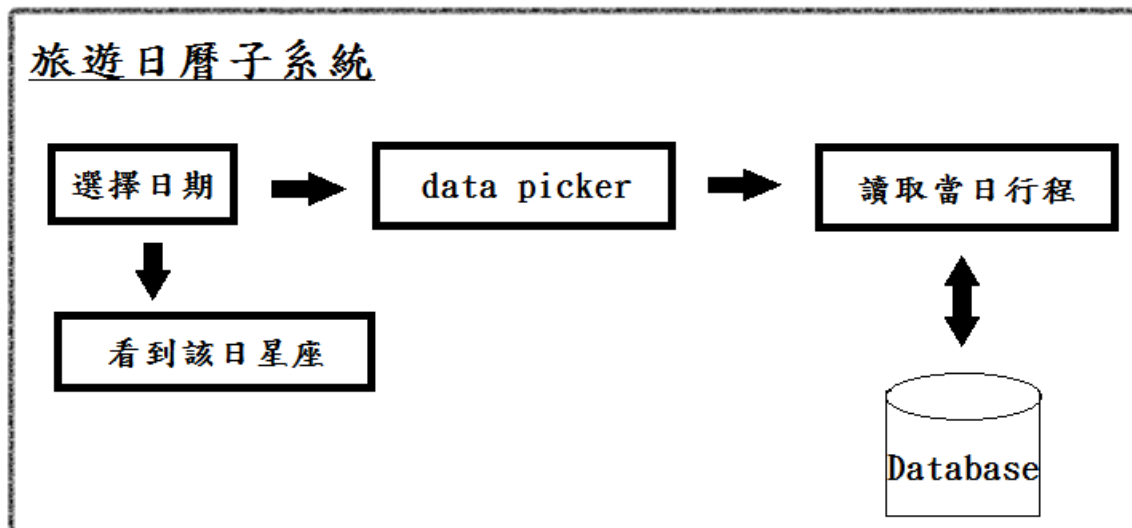 旅遊日曆子系統
選擇日期
data picker
讀取當日行程
看到該日星座
Database